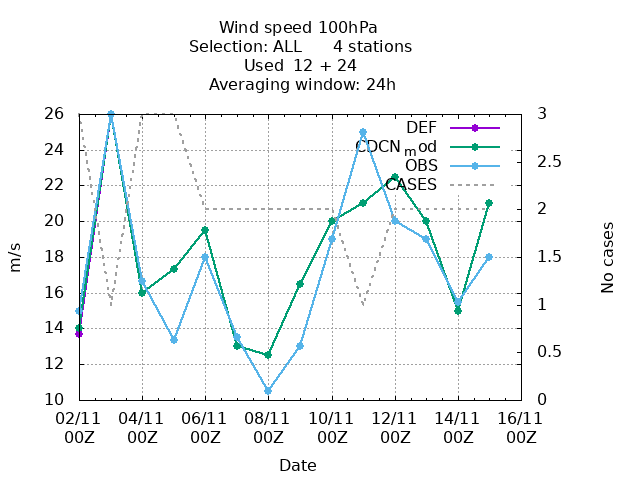 Wind speed 100hPa
Selection: ALL 4 stations
Used 12 + 24
Averaging window: 24h
26 3
DEF
24
CDCN_mod
2.5
OBS
22
CASES
20 2
18 1.5
m/s
No cases
16
1
14
12 0.5
10 0
02/11 04/11 06/11 08/11 10/11 12/11 14/11 16/11
00Z 00Z 00Z 00Z 00Z 00Z 00Z 00Z
Date